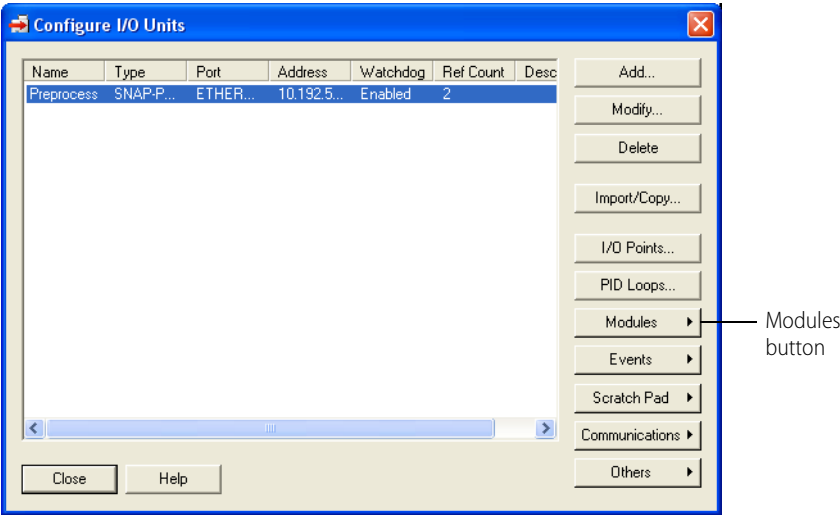 Configure I/O Units
Name Type Port Address Watchdog Ref Count Desc
Preprocess SNAP-P... ETHER... 10.192.5... Enabled 2
Add...
Modify...
Delete
Import/Copy...
I/O Points...
PID Loops...
Modules
Modules
button
Events
Scratch Pad
Communications
Others
Close Help